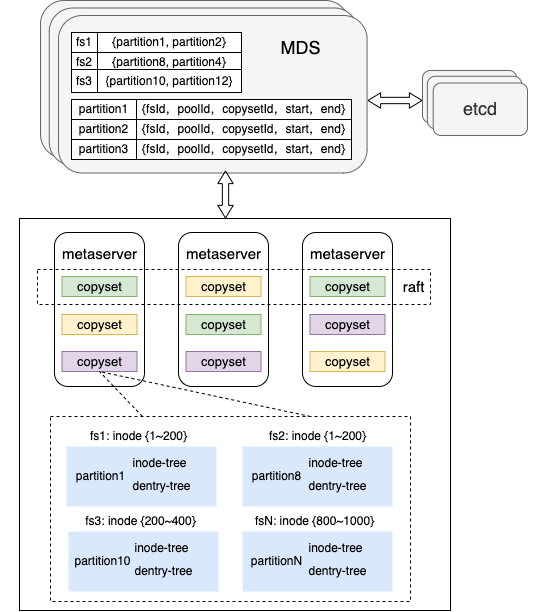 MDS
fs1 {partition1, partition2}
fs2 {partition8, partition4}
fs3 {partition10, partition12}
partition1 {fsId, poolId, copysetId, start, end}
partition2 {fsId, poolId, copysetId, start, end}
partition3 {fsId, poolId, copysetId, start, end}
etcd
metaserver metaserver metaserver
copyset copyset copyset raft
copyset copyset copyset
copyset copyset copyset
fs1: inode {1~200} fs2: inode {1~200}
inode-tree inode-tree
partition1 partition8
dentry-tree dentry-tree
fs3: inode {200~400} fsN: inode {800~1000}
inode-tree inode-tree
partition10 partitionN
dentry-tree dentry-tree